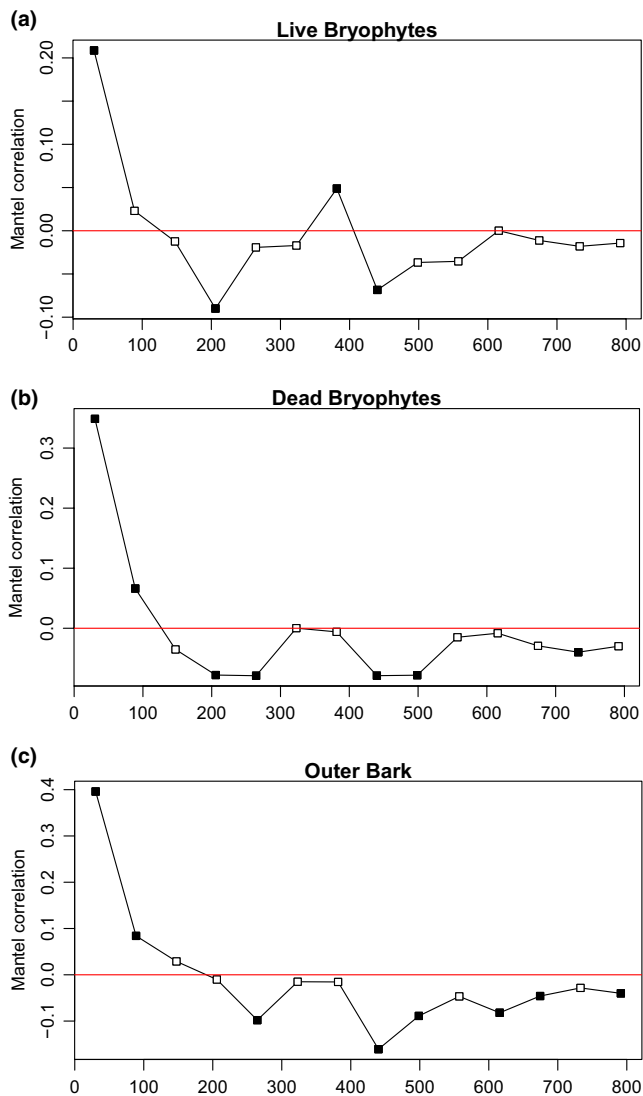 (a)
Live Bryophytes
Mantel correlation
0.20
0.10
0.00
−0.10
0 100 200 300 400 500 600 700 800
(b)
Dead Bryophytes
Mantel correlation
0.3
0.2
0.1
0.0
0 100 200 300 400 500 600 700 800
(c)
Outer Bark
Mantel correlation
0.4
0.3
0.2
0.1
0.0
−0.1
0 100 200 300 400 500 600 700 800